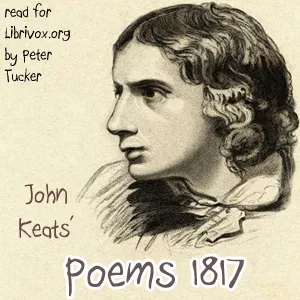 read for
Librivox.org
by Peter
Tucker
John
Keats'
Poems 1817